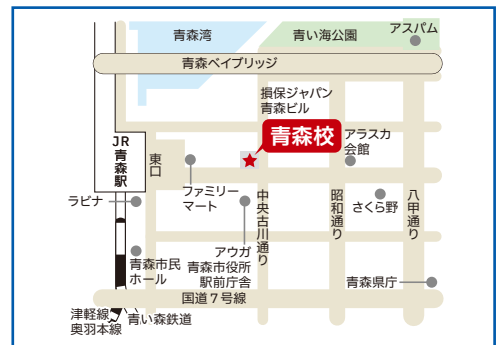 青森湾
青い海公園
アスパム
青森ベイブリッジ
損保ジャパン
青森ビル
青森校
JR
青森駅
東口
アラスカ
会館
ファミリー
マート
ラビナ
中央古川通り
昭和通り
さくら野
八甲通り
アウガ
青森市役所
駅前庁舎
青森市民
ホール
青森県庁
国道7号線
津軽線
奥羽本線
青い森鉄道